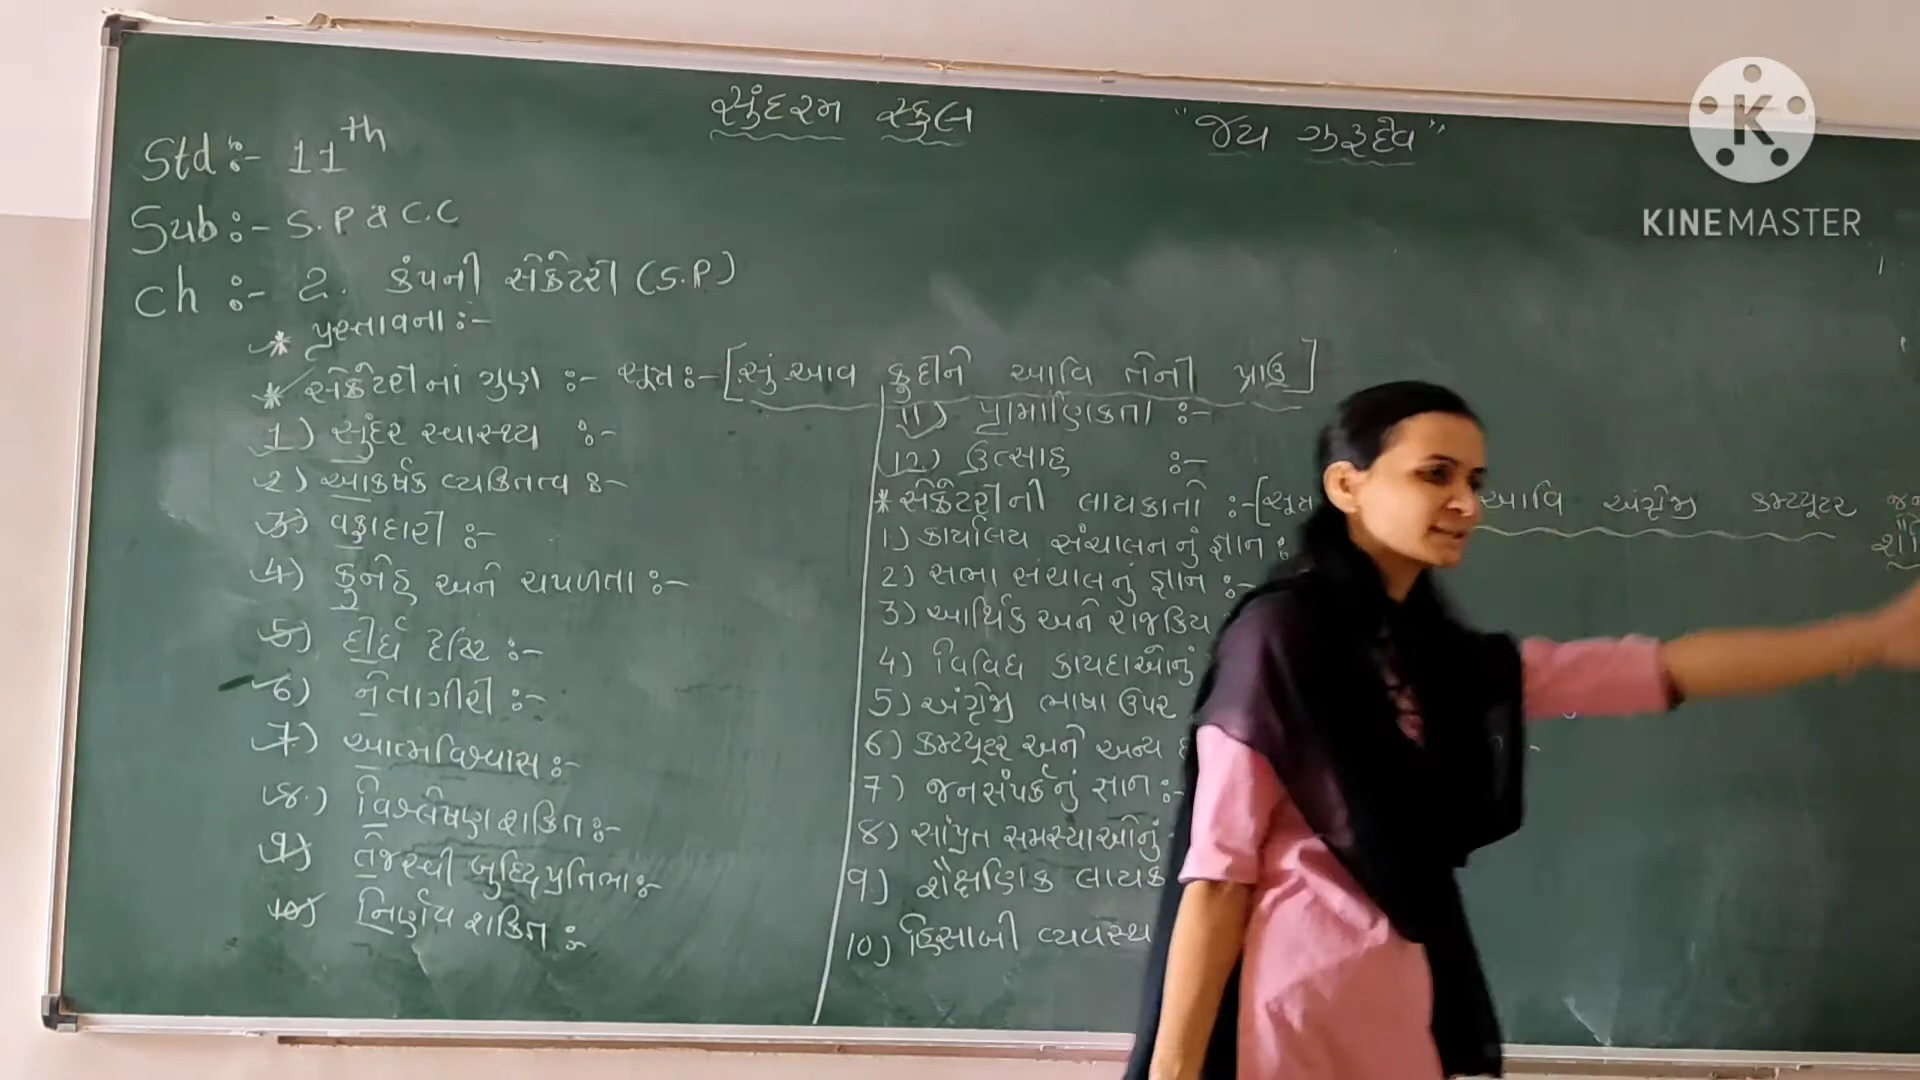 સુંદરમ સ્કુલ
"જય ગુરૂદેવ"
KINEMASTER
Std :- 11th
Sub :- S.P & C.C
Ch :- 2. કંપની સેક્રેટરી (S.P)
* પ્રસ્તાવના :-
* સેક્રેટરીનાં ગુણ :- સૂત્ર :- [સું આવ કુદીને આવિ તેની પ્રાઉ]
1) સુંદર સ્વાસ્થ્ય :-
2) આકર્ષક વ્યકિતત્વ :-
3) વફાદારી :-
4) કુનેહ અને ચપળતા :-
5) દીર્ઘ દ્રષ્ટિ :-
6) નેતાગીરી :-
7) આત્મવિશ્વાસ :-
8.) વિશ્લેષણ શકિત :-
9) તેજસ્વી બુધ્ધિપ્રતિભા :-
10) નિર્ણય શકિત :-
11) પ્રામાણિકતા :-
12) ઉત્સાહ :-
* સેક્રેટેરીની લાયકાતો :- [સૂત્ર આવિ અંગ્રેજી કમ્પ્યૂટર
1) કાર્યાલય સંચાલનનું જ્ઞાન :
2) સભા સંચાલનું જ્ઞાન :-
3) આર્થિક અને રાજકિય
4) વિવિધ કાયદાઓનું
5) અંગ્રેજી ભાષા ઉપર
6) કમ્પ્યૂટર અને અન્ય
7) જનસંપર્કનું જ્ઞાન :-
8) સાંપ્રત સમસ્યાઓનું
9.) શૈક્ષણિક લાયક
10) હિસાબી વ્યવસ્થ